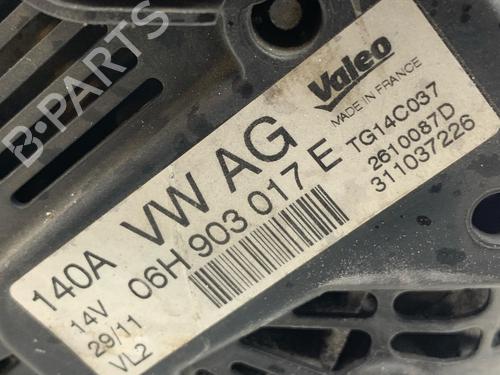 Valeo
MADE IN FRANCE
VW AG
TG14C037
2610087D
311037226
140A
06H 903 017 E
14V
29/11
VL2
B-PARTS